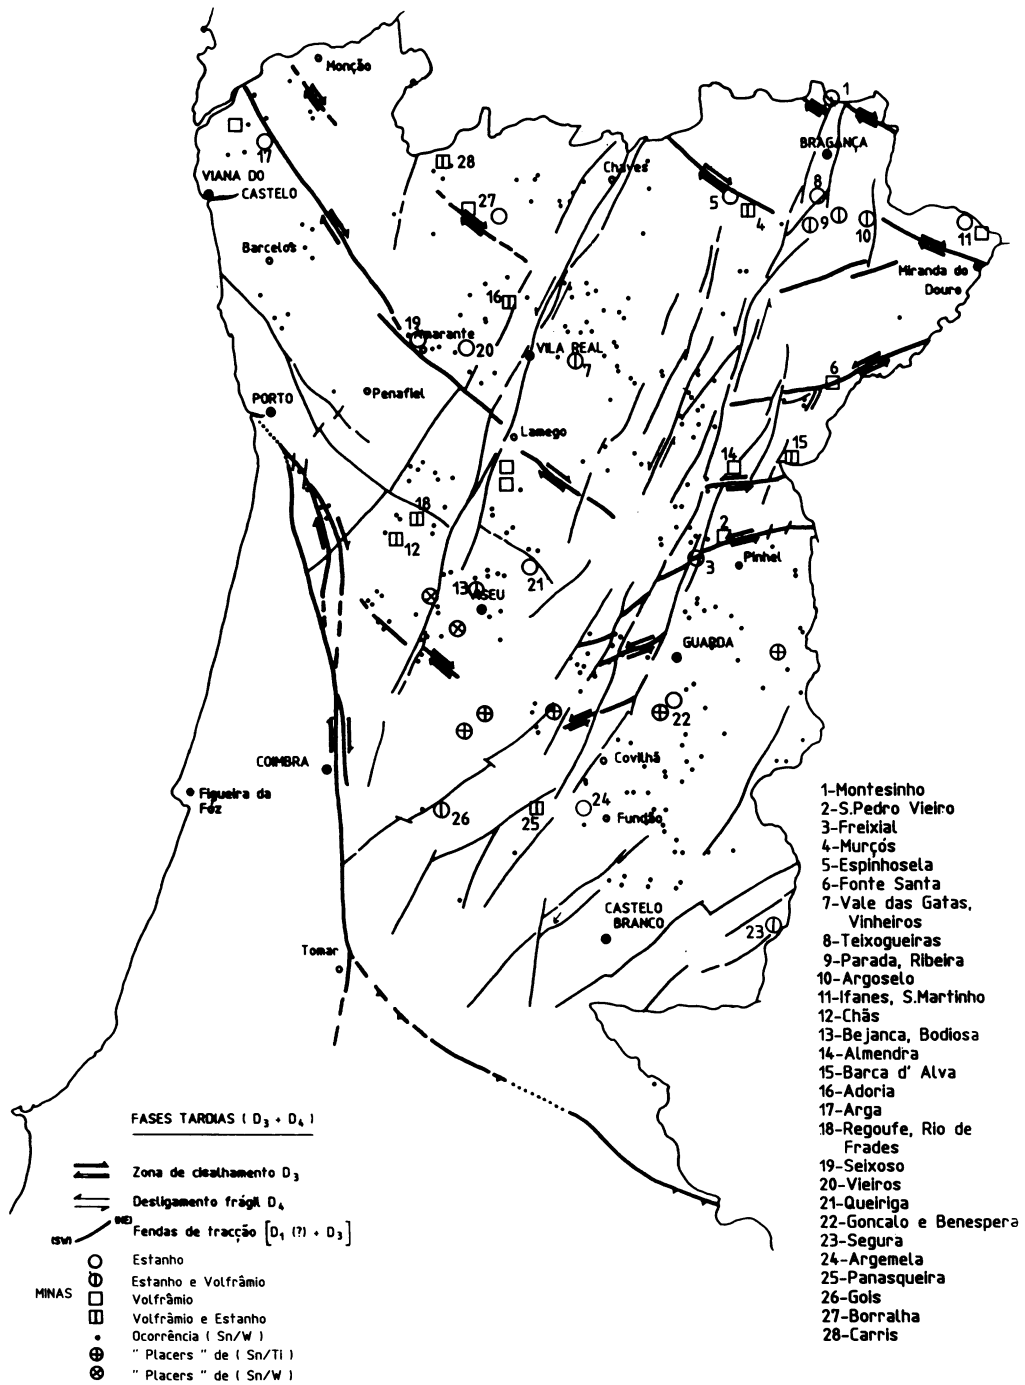 Monção
1
BRAGANÇA
17
28
Chaves
VIANA DO
CASTELO
27
5
4
8
9
10
11
Barcelos
Miranda do
Douro
16
19
Amarante
20
VILA REAL
7
6
Penafiel
PORTO
Lamego
14
15
18
12
2
3
Pinhel
13
VISEU
21
GUARDA
22
COIMBRA
Covilhã
Figueira da
Foz
26
25
24
Fundão
CASTELO
BRANCO
23
Tomar
1-Montesinho
2-S.Pedro Vieiro
3-Freixial
4-Murçós
5-Espinhosela
6-Fonte Santa
7-Vale das Gatas,
Vinheiros
8-Teixogueiras
9-Parada, Ribeira
10-Argoselo
11-Ifanes, S.Martinho
12-Chãs
13-Bejanca, Bodiosa
14-Almendra
15-Barca d' Alva
16-Adoria
17-Arga
18-Regoufe, Rio de
Frades
19-Seixoso
20-Vieiros
21-Queiriga
22-Goncalo e Benespera
23-Segura
24-Argemela
25-Panasqueira
26-Gois
27-Borralha
28-Carris
FASES TARDIAS ( D₃ + D₄ )
Zona de cisalhamento D₃
Desligamento frágil D₄
(SW) (NE) Fendas de tracção [D₁ (?) + D₃]
Estanho
Estanho e Volfrâmio
MINAS
Volfrâmio
Volfrâmio e Estanho
Ocorrência ( Sn/W )
" Placers " de ( Sn/Ti )
" Placers " de ( Sn/W )